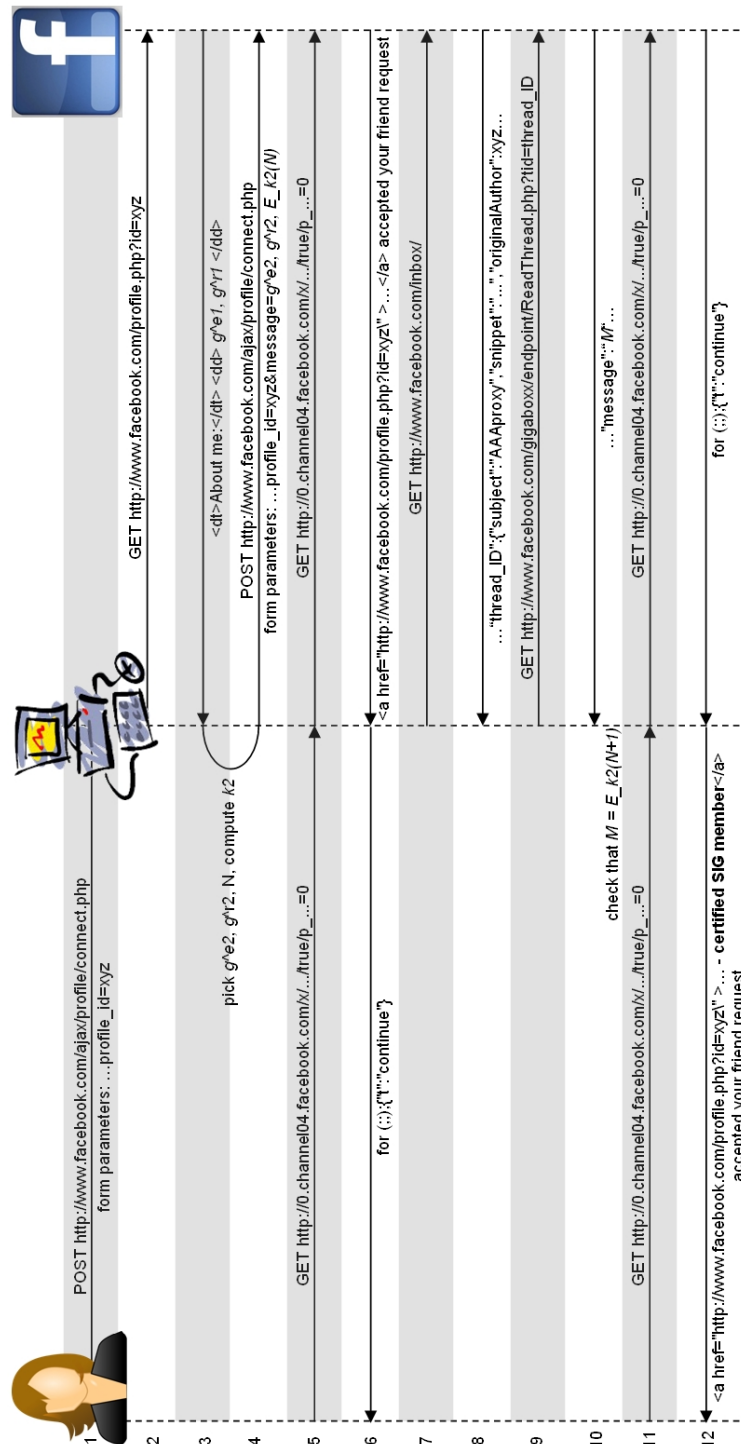 f
1
POST http://www.facebook.com/ajax/profile/connect.php
form parameters: ...profile_id=xyz
2
GET http://www.facebook.com/profile.php?id=xyz
3
<dt>About me:</dt> <dd> g^e1, g^r1 </dd>
pick g^e2, g^r2, N, compute k2
4
POST http://www.facebook.com/ajax/profile/connect.php
form parameters: ...profile_id=xyz&message=g^e2, g^r2, E_k2(N)
5
GET http://0.channel04.facebook.com/x/.../true/p_...=0
GET http://0.channel04.facebook.com/x/.../true/p_...=0
6
for (;;);{"t":"continue"}
<a href="http://www.facebook.com/profile.php?id=xyz\" >...</a> accepted your friend request
7
GET http://www.facebook.com/inbox/
8
..."thread_ID":{"subject":"AAAproxy","snippet":"...","originalAuthor":xyz...
9
GET http://www.facebook.com/gigaboxx/endpoint/ReadThread.php?tid=thread_ID
10
..."message":"M"...
check that M = E_k2(N+1)
11
GET http://0.channel04.facebook.com/x/.../true/p_...=0
GET http://0.channel04.facebook.com/x/.../true/p_...=0
12
<a href="http://www.facebook.com/profile.php?id=xyz\" >... - certified SIG member</a>
accepted your friend request
for (;;);{"t":"continue"}